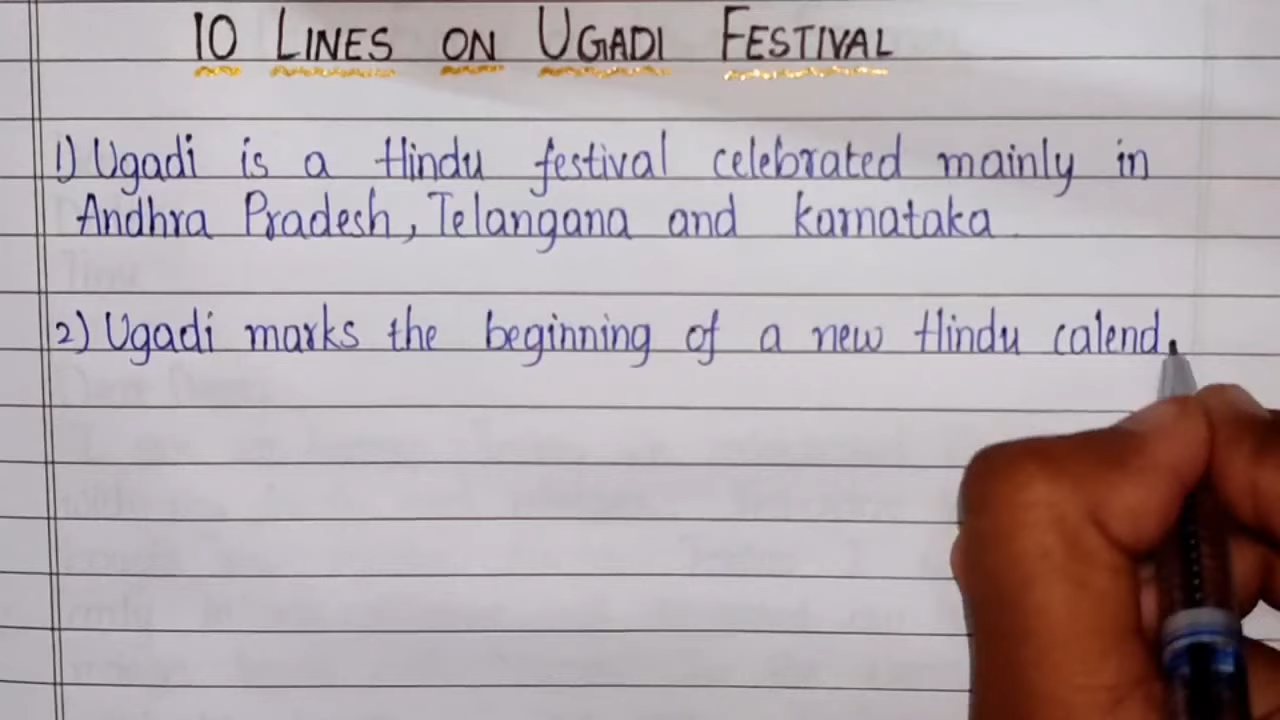 10 LINES ON UGADI FESTIVAL
1) Ugadi is a Hindu festival celebrated mainly in
Andhra Pradesh, Telangana and Karnataka
2) Ugadi marks the beginning of a new Hindu calend